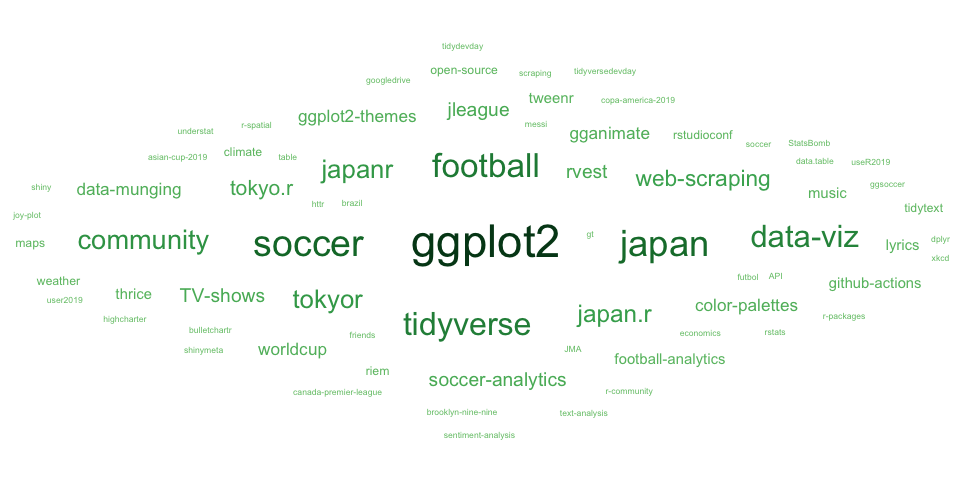 tidydevday
open-source
scraping
tidyversedevday
googledrive
tweenr
copa-america-2019
ggplot2-themes
jleague
messi
gganimate
rstudioconf
understat
r-spatial
soccer
StatsBomb
asian-cup-2019
climate
table
japanr
football
rvest
web-scraping
data.table
useR2019
shiny
data-munging
tokyo.r
music
ggsoccer
httr
brazil
tidytext
joy-plot
maps
community
soccer
ggplot2
gt
japan
data-viz
lyrics
dplyr
xkcd
weather
futbol
API
github-actions
user2019
thrice
TV-shows
tokyor
color-palettes
highcharter
tidyverse
japan.r
r-packages
bulletchartr
friends
economics
rstats
shinymeta
worldcup
JMA
football-analytics
riem
soccer-analytics
canada-premier-league
r-community
brooklyn-nine-nine
text-analysis
sentiment-analysis